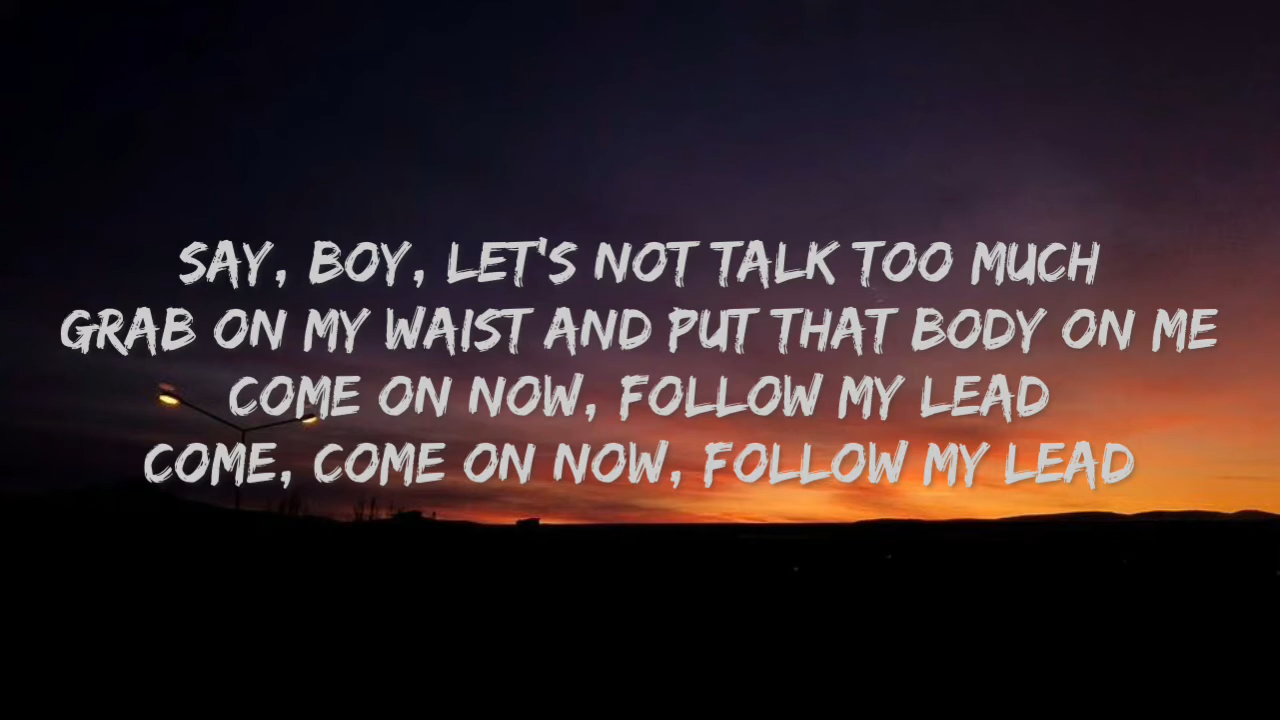 SAY, BOY, LET'S NOT TALK TOO MUCH
GRAB ON MY WAIST AND PUT THAT BODY ON ME
COME ON NOW, FOLLOW MY LEAD
COME, COME ON NOW, FOLLOW MY LEAD